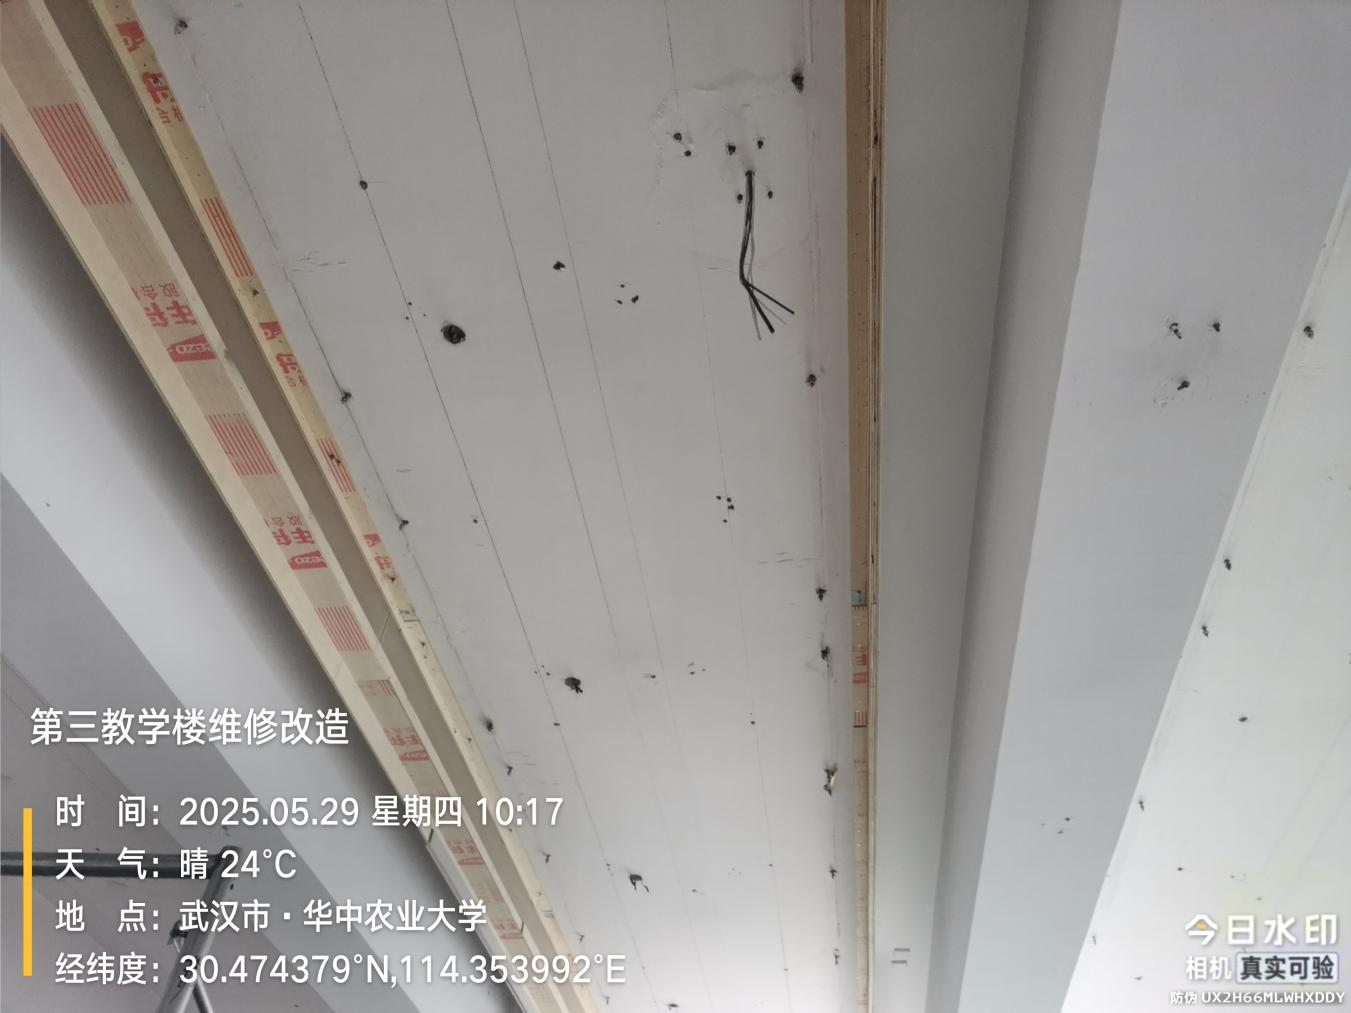 第三教学楼维修改造
时 间：2025.05.29 星期四 10:17
天 气：晴 24°C
地 点：武汉市·华中农业大学
经纬度：30.474379°N,114.353992°E
今日水印
相机 真实可验
防伪 UX2H66MLWHXDDY